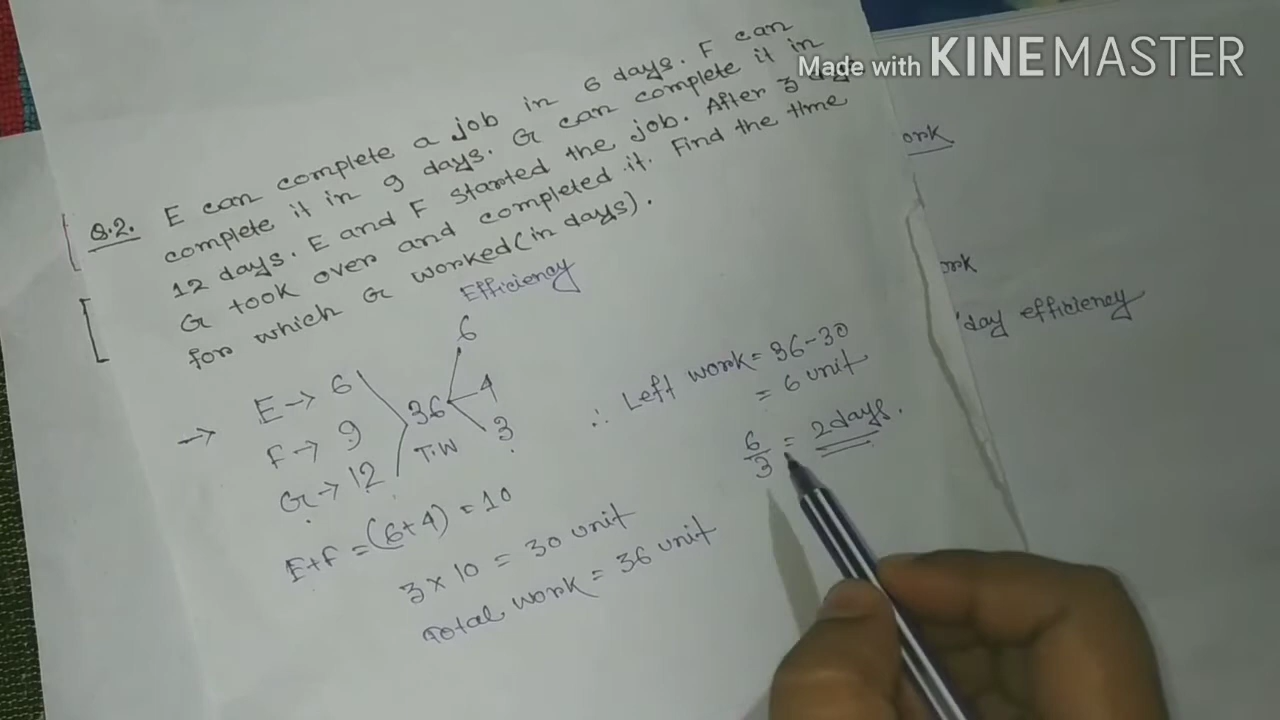 Made with KINEMASTER
Q.2. E can complete a job in 6 days. F can
complete it in 9 days. G can complete it in
12 days. E and F started the job. After 3
G took over and completed it. Find the time
for which G worked (in days).
Efficiency
E → 6
F → 9
G → 12
36
T.W
6
4
3
E+F = (6+4) = 10
3 × 10 = 30 unit
Total work = 36 unit
∴ Left work = 36-30
= 6 unit
6/3 = 2 days.
ork
ork
day efficiency